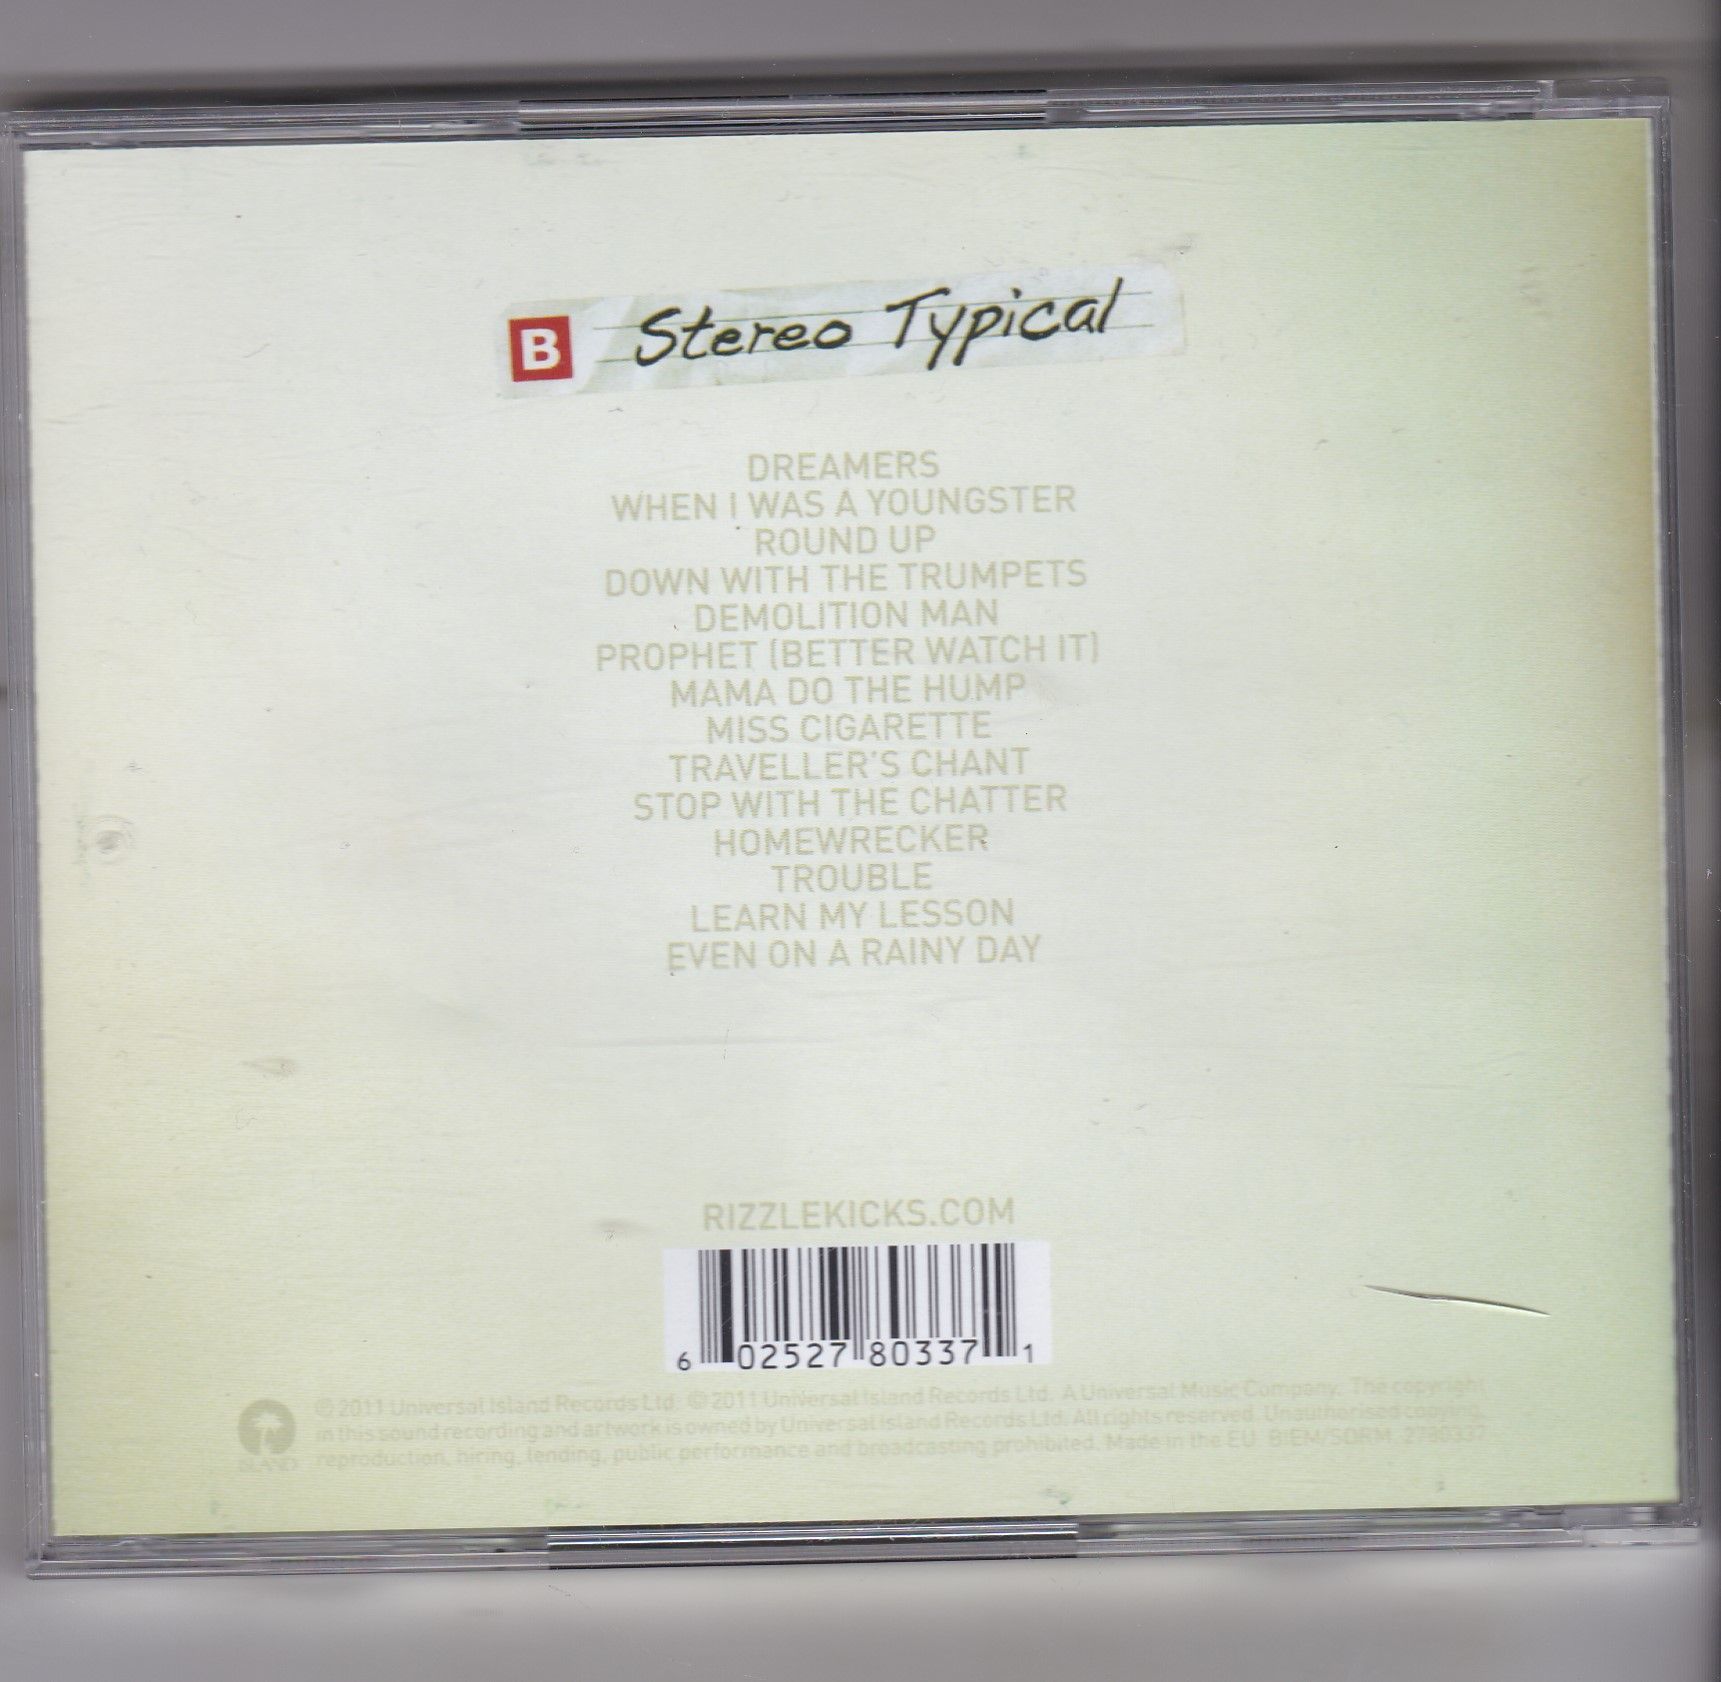 B Stereo Typical
DREAMERS
WHEN I WAS A YOUNGSTER
ROUND UP
DOWN WITH THE TRUMPETS
DEMOLITION MAN
PROPHET (BETTER WATCH IT)
MAMA DO THE HUMP
MISS CIGARETTE
TRAVELLER'S CHANT
STOP WITH THE CHATTER
HOMEWRECKER
TROUBLE
LEARN MY LESSON
EVEN ON A RAINY DAY
RIZZLEKICKS.COM
6 02527 80337 1
℗ 2011 Universal Island Records Ltd. © 2011 Universal Island Records Ltd. A Universal Music Company. The copyright
in this sound recording and artwork is owned by Universal Island Records Ltd. All rights reserved. Unauthorised copying,
reproduction, hiring, lending, public performance and broadcasting prohibited. Made in the EU. BIEM/SDRM. 2780337
ISLAND